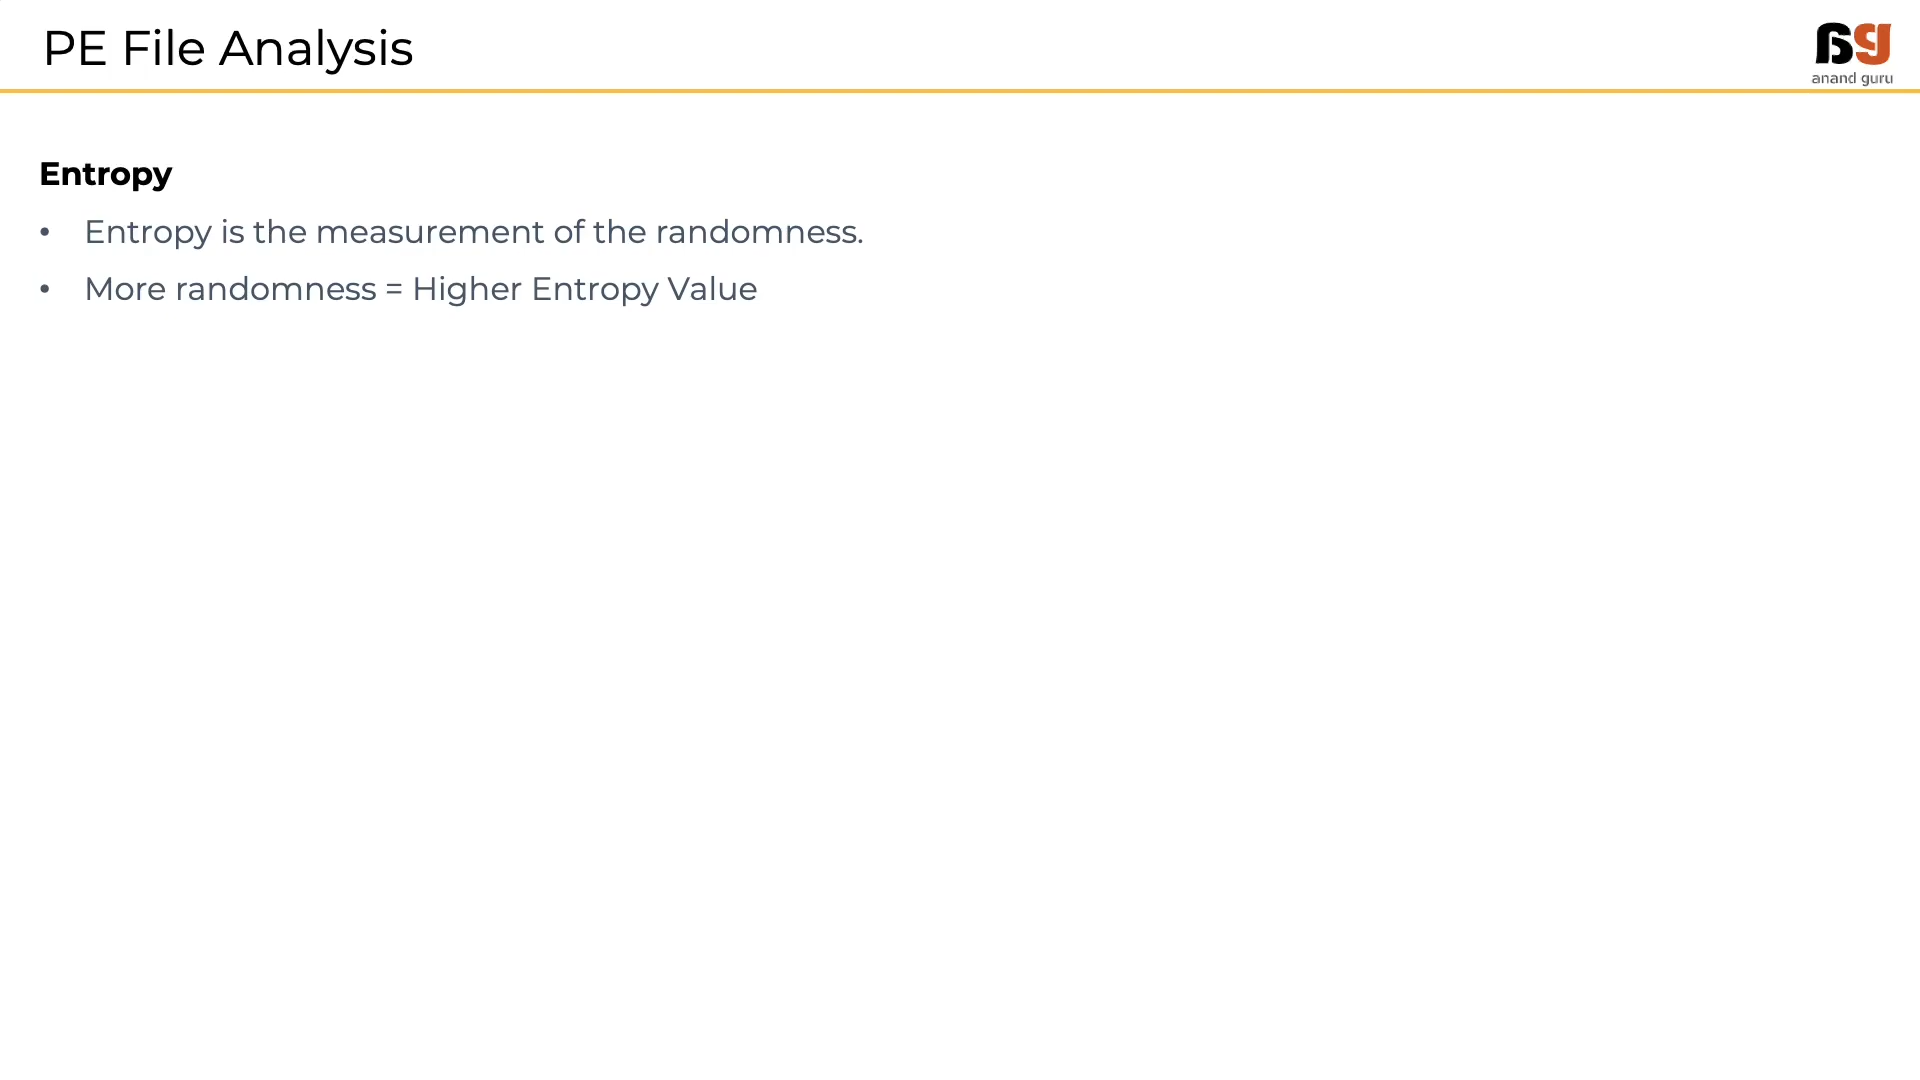 PE File Analysis
anand guru
Entropy
• Entropy is the measurement of the randomness.
• More randomness = Higher Entropy Value